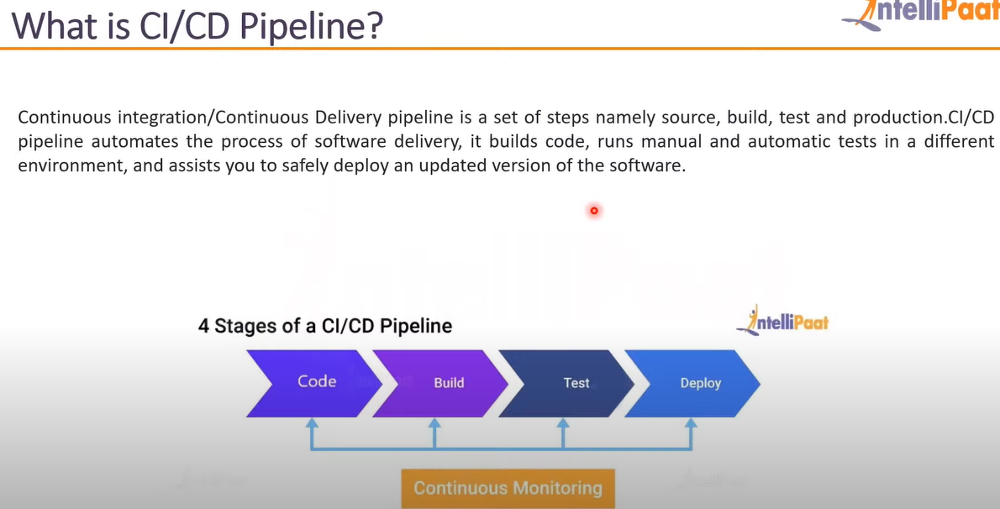 What is CI/CD Pipeline?
IntelliPaat
Continuous integration/Continuous Delivery pipeline is a set of steps namely source, build, test and production.CI/CD
pipeline automates the process of software delivery, it builds code, runs manual and automatic tests in a different
environment, and assists you to safely deploy an updated version of the software.
4 Stages of a CI/CD Pipeline
IntelliPaat
Code
Build
Test
Deploy
Continuous Monitoring